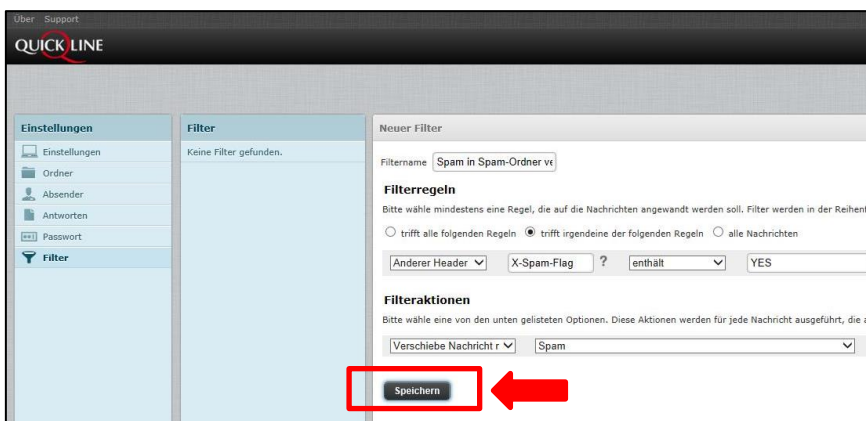 Über Support
QUICKLINE
Einstellungen
Einstellungen
Ordner
Absender
Antworten
Passwort
Filter
Filter
Keine Filter gefunden.
Neuer Filter
Filtername Spam in Spam-Ordner ve
Filterregeln
Bitte wähle mindestens eine Regel, die auf die Nachrichten angewandt werden soll. Filter werden in der Reihenf
trifft alle folgenden Regeln trifft irgendeine der folgenden Regeln alle Nachrichten
Anderer Header X-Spam-Flag ? enthält YES
Filteraktionen
Bitte wähle eine von den unten gelisteten Optionen. Diese Aktionen werden für jede Nachricht ausgeführt, die a
Verschiebe Nachricht r Spam
Speichern